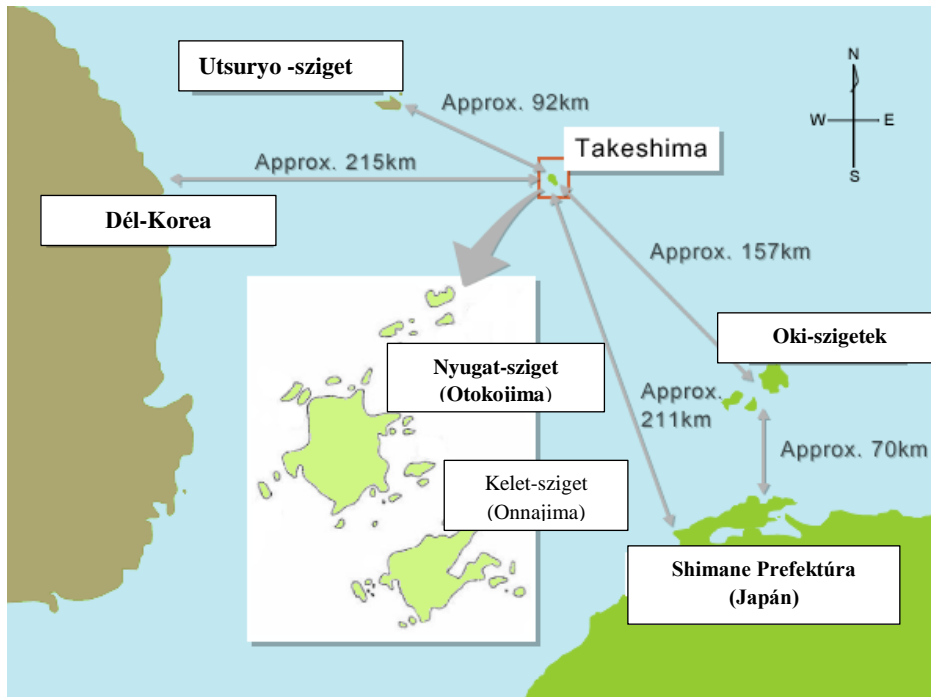 Utsuryo -sziget
N
W E
S
Approx. 92km
Takeshima
Approx. 215km
Dél-Korea
Approx. 157km
Oki-szigetek
Nyugat-sziget
(Otokojima)
Approx.
211km
Approx. 70km
Kelet-sziget
(Onnajima)
Shimane Prefektúra
(Japán)